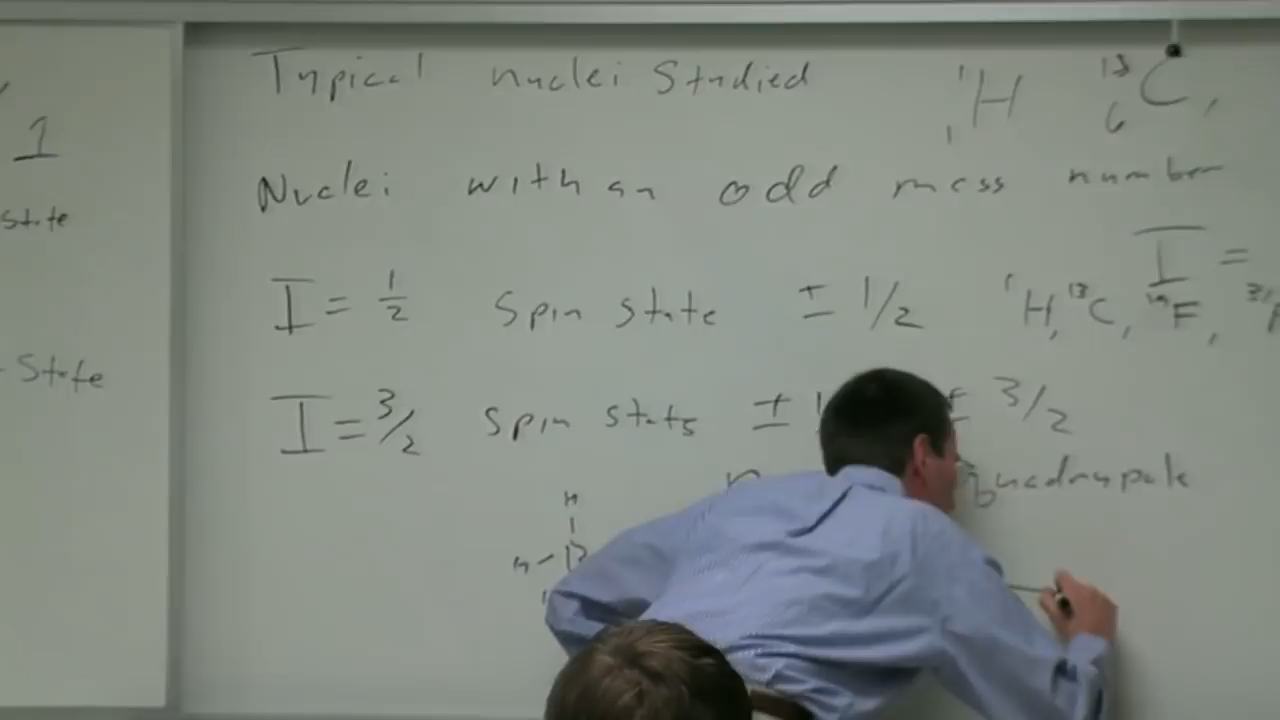 1
State
State
Typical nuclei Studied ¹₁H ¹³₆C,
Nuclei with an odd mass number
I =
I = 1/2 Spin state ± 1/2 ¹H, ¹³C, ¹⁹F, ³¹P
I = 3/2 Spin states ± 3/2
quadrupole
H
H - B